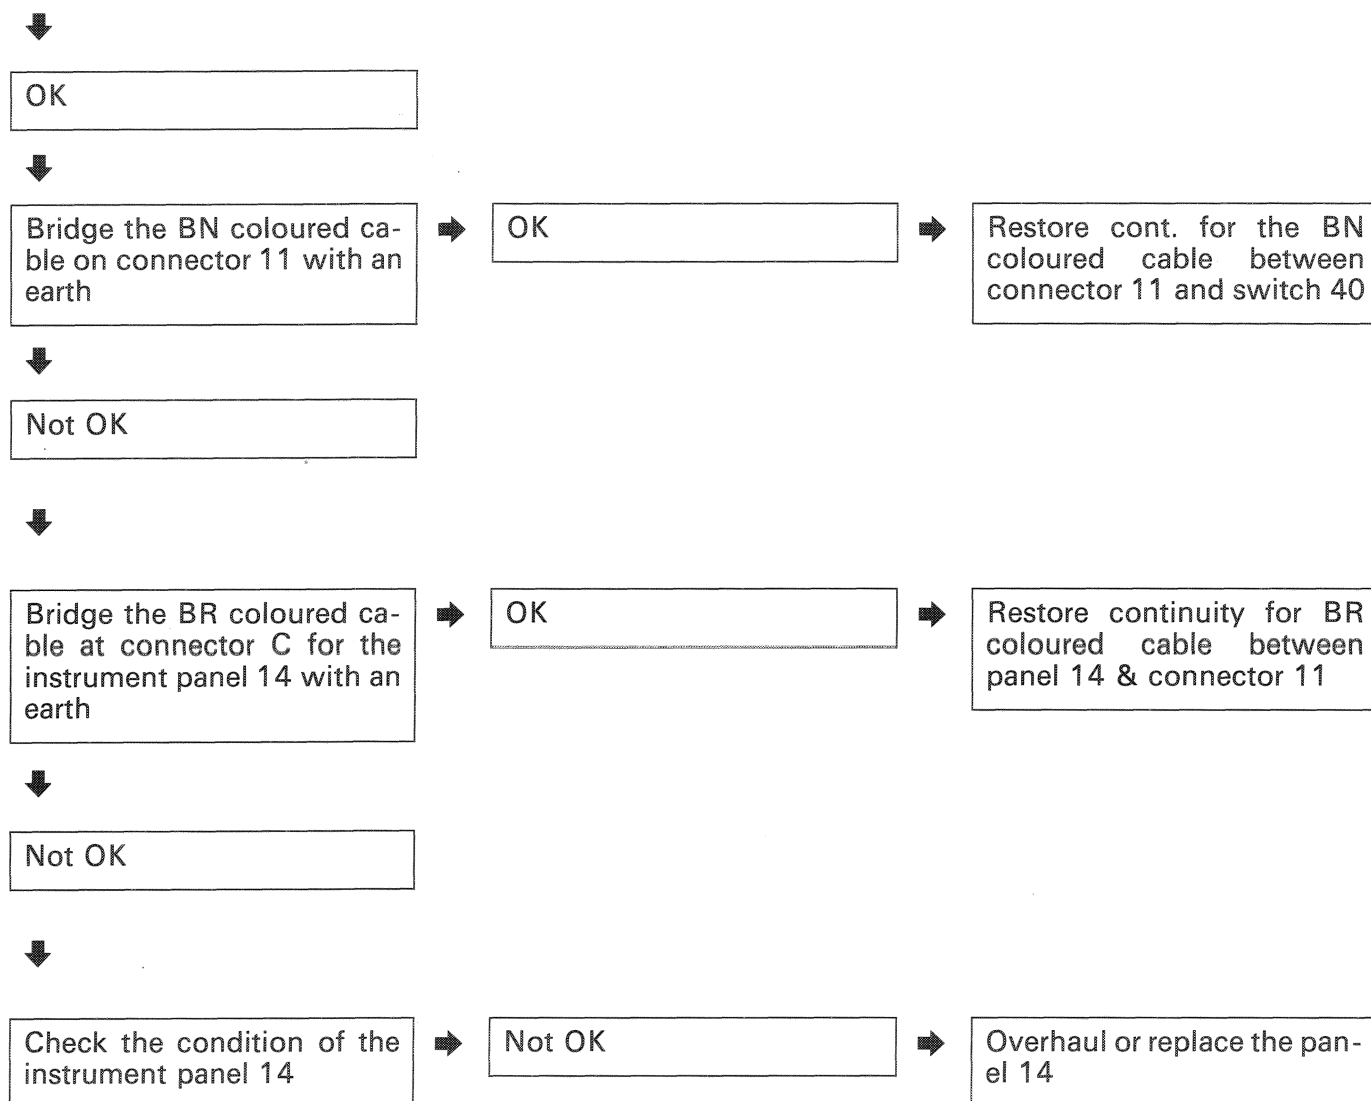 OK
Bridge the BN coloured ca-
ble on connector 11 with an
earth
OK
Restore cont. for the BN
coloured cable between
connector 11 and switch 40
Not OK
Bridge the BR coloured ca-
ble at connector C for the
instrument panel 14 with an
earth
OK
Restore continuity for BR
coloured cable between
panel 14 & connector 11
Not OK
Check the condition of the
instrument panel 14
Not OK
Overhaul or replace the pan-
el 14